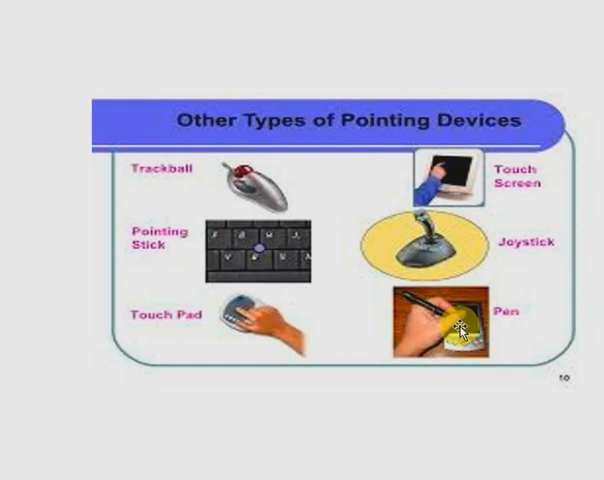 Other Types of Pointing Devices
Trackball
Touch
Screen
Pointing
Stick
Joystick
Touch Pad
Pen
10